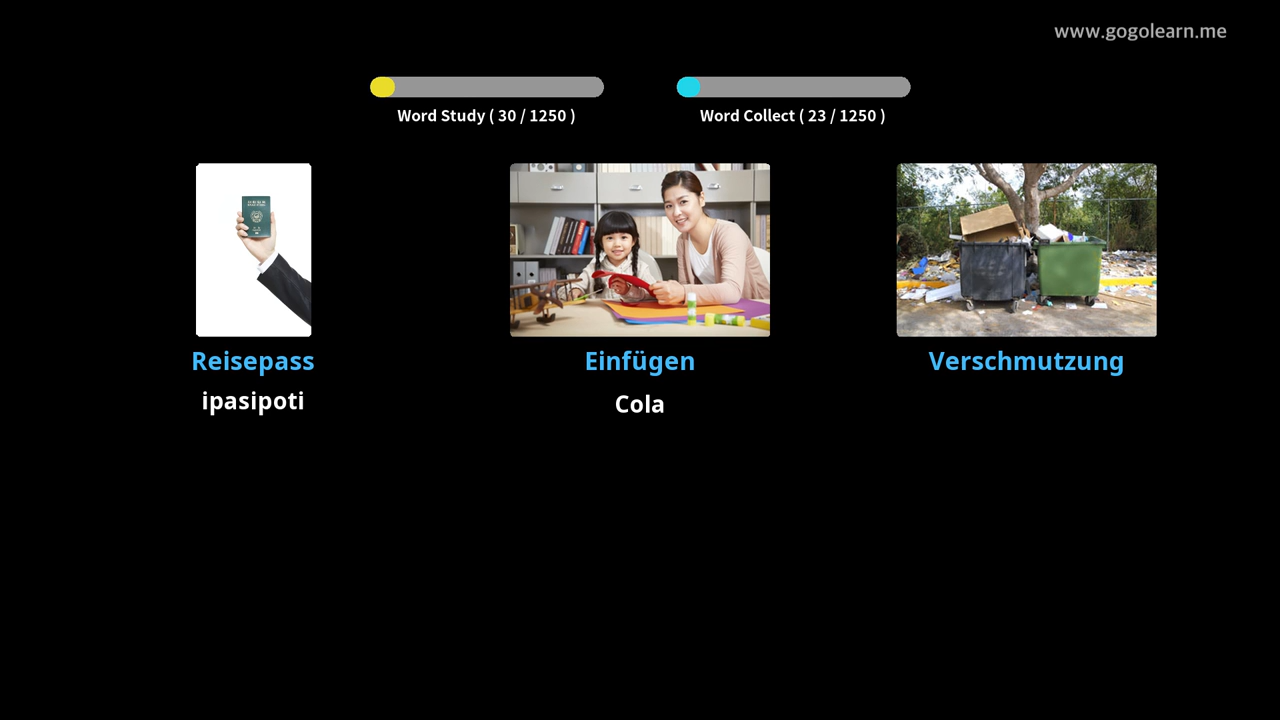 www.gogolearn.me
Word Study ( 30 / 1250 )
Word Collect ( 23 / 1250 )
Reisepass
ipasipoti
Einfügen
Cola
Verschmutzung